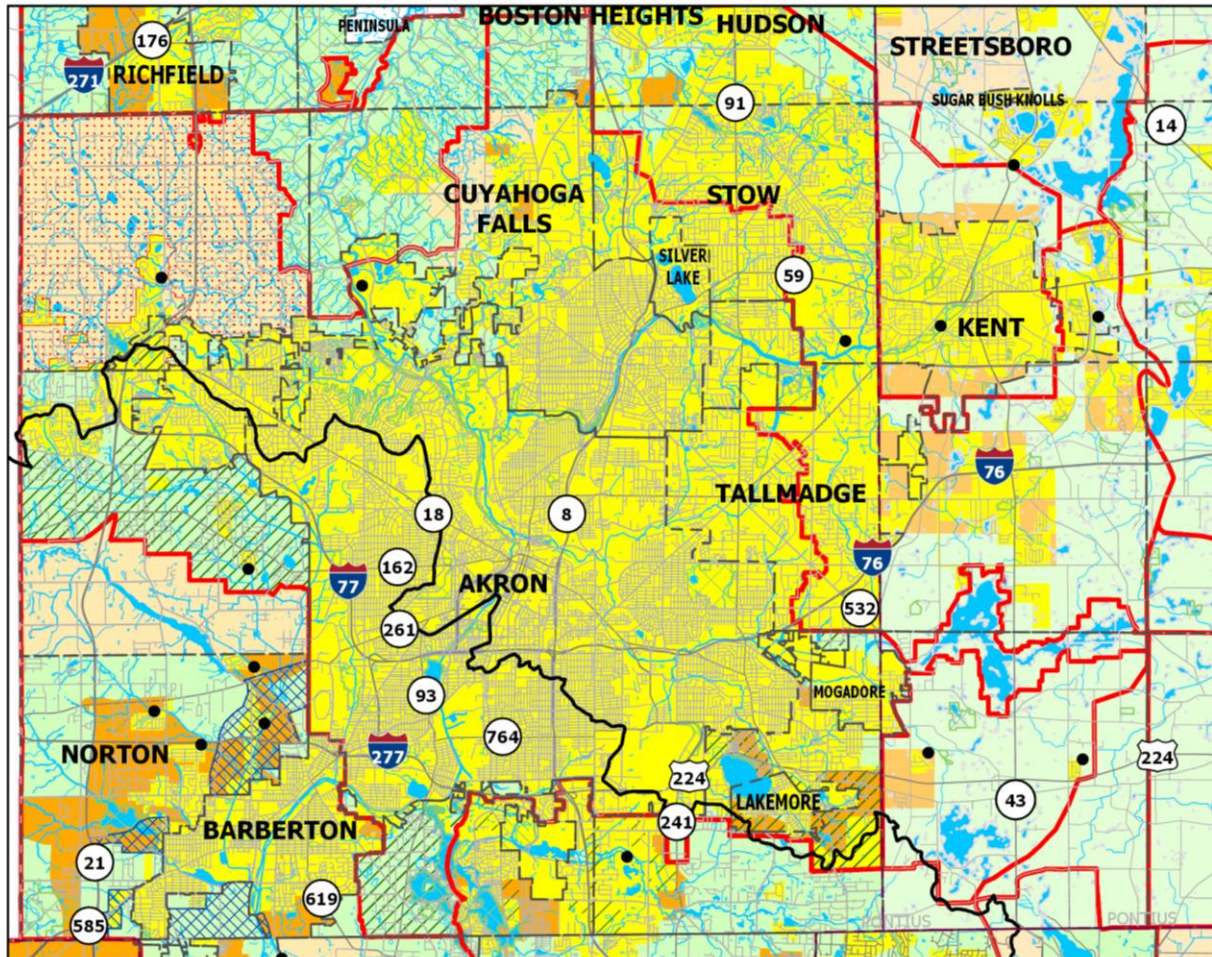 BOSTON HEIGHTS
HUDSON
PENINSULA
176
STREETSBORO
271
RICHFIELD
SUGAR BUSH KNOLLS
91
14
CUYAHOGA
FALLS
STOW
SILVER
LAKE
59
KENT
76
TALLMADGE
18
8
76
162
77
AKRON
532
261
MOGADORE
93
764
NORTON
277
224
224
LAKEMORE
43
241
BARBERTON
21
619
585
PONTIUS
PONTIUS